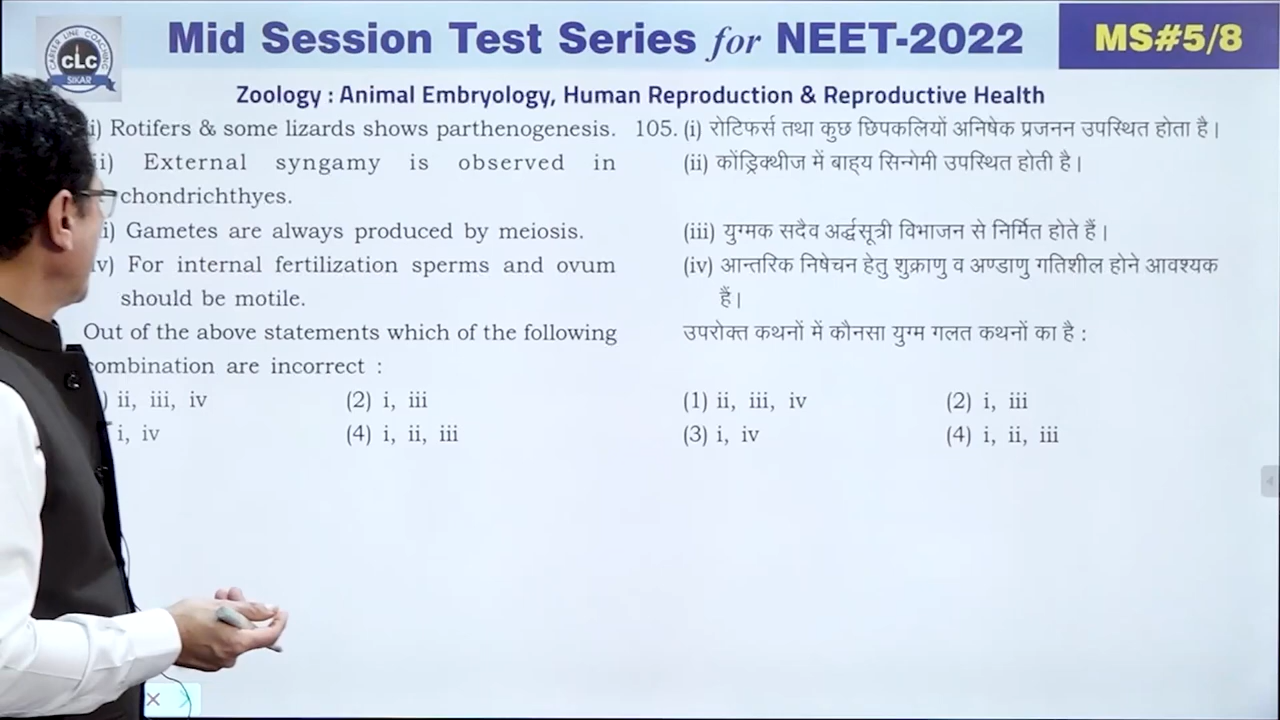 Mid Session Test Series for NEET-2022
MS#5/8
CAREER LINE COACHING
CLC
SIKAR
Zoology : Animal Embryology, Human Reproduction & Reproductive Health
i) Rotifers & some lizards shows parthenogenesis.
ii) External syngamy is observed in
chondrichthyes.
i) Gametes are always produced by meiosis.
iv) For internal fertilization sperms and ovum
should be motile.
Out of the above statements which of the following
combination are incorrect :
) ii, iii, iv (2) i, iii
i, iv (4) i, ii, iii
105. (i) रोटिफर्स तथा कुछ छिपकलियों अनिषेक प्रजनन उपस्थित होता है।
(ii) कोंड्रिक्थीज में बाह्य सिन्गेमी उपस्थित होती है।
(iii) युग्मक सदैव अर्द्धसूत्री विभाजन से निर्मित होते हैं।
(iv) आन्तरिक निषेचन हेतु शुक्राणु व अण्डाणु गतिशील होने आवश्यक
हैं।
उपरोक्त कथनों में कौनसा युग्म गलत कथनों का है :
(1) ii, iii, iv (2) i, iii
(3) i, iv (4) i, ii, iii